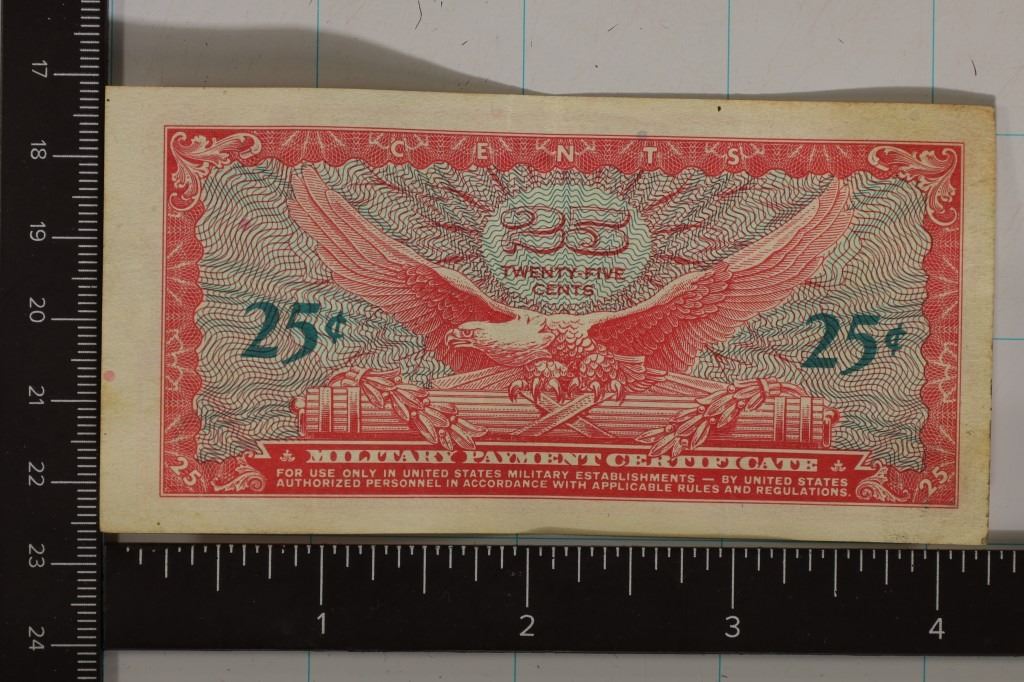 17
18
19
20
21
22
23
24
CENTS
25
TWENTY-FIVE
CENTS
25¢ 25¢
MILITARY PAYMENT CERTIFICATE
FOR USE ONLY IN UNITED STATES MILITARY ESTABLISHMENTS — BY UNITED STATES
AUTHORIZED PERSONNEL IN ACCORDANCE WITH APPLICABLE RULES AND REGULATIONS.
25 25
1 2 3 4